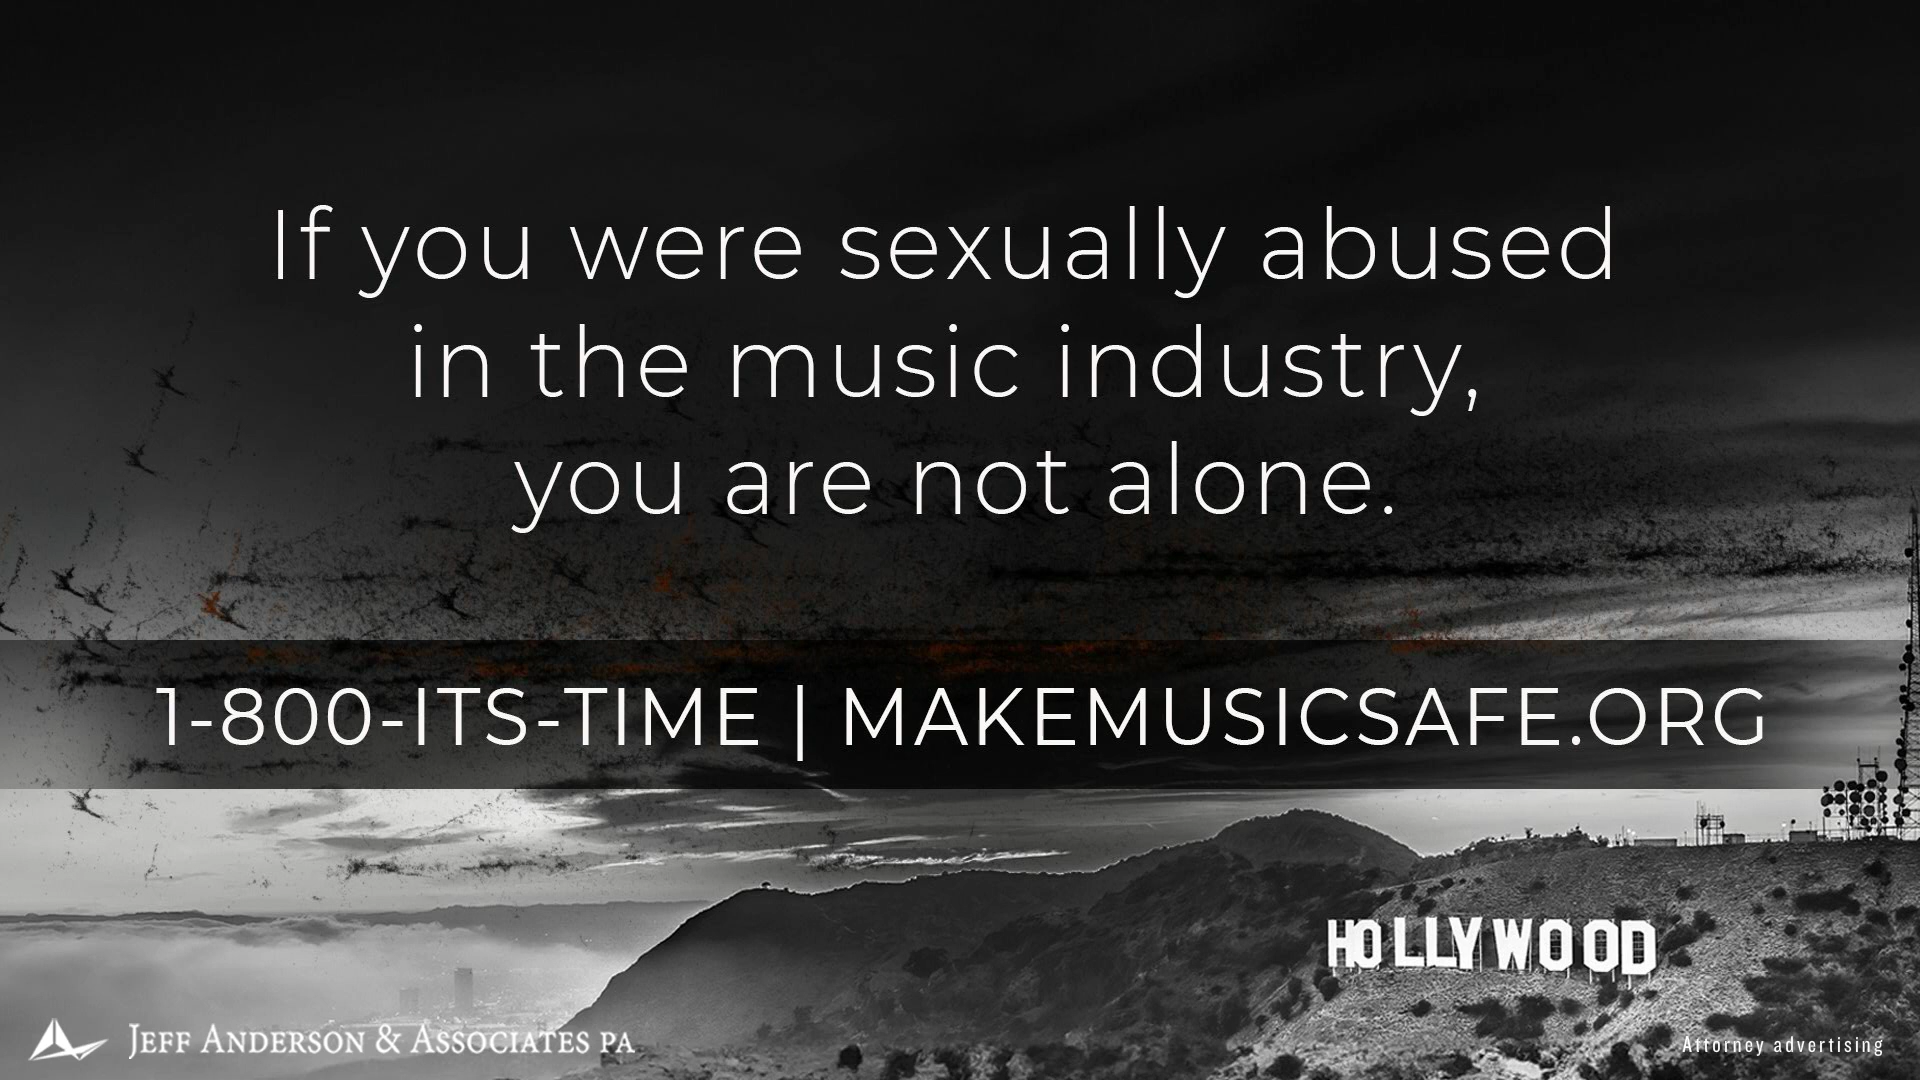 If you were sexually abused
in the music industry,
you are not alone.
1-800-ITS-TIME | MAKEMUSICSAFE.ORG
HOLLYWOOD
JEFF ANDERSON & ASSOCIATES PA
Attorney advertising